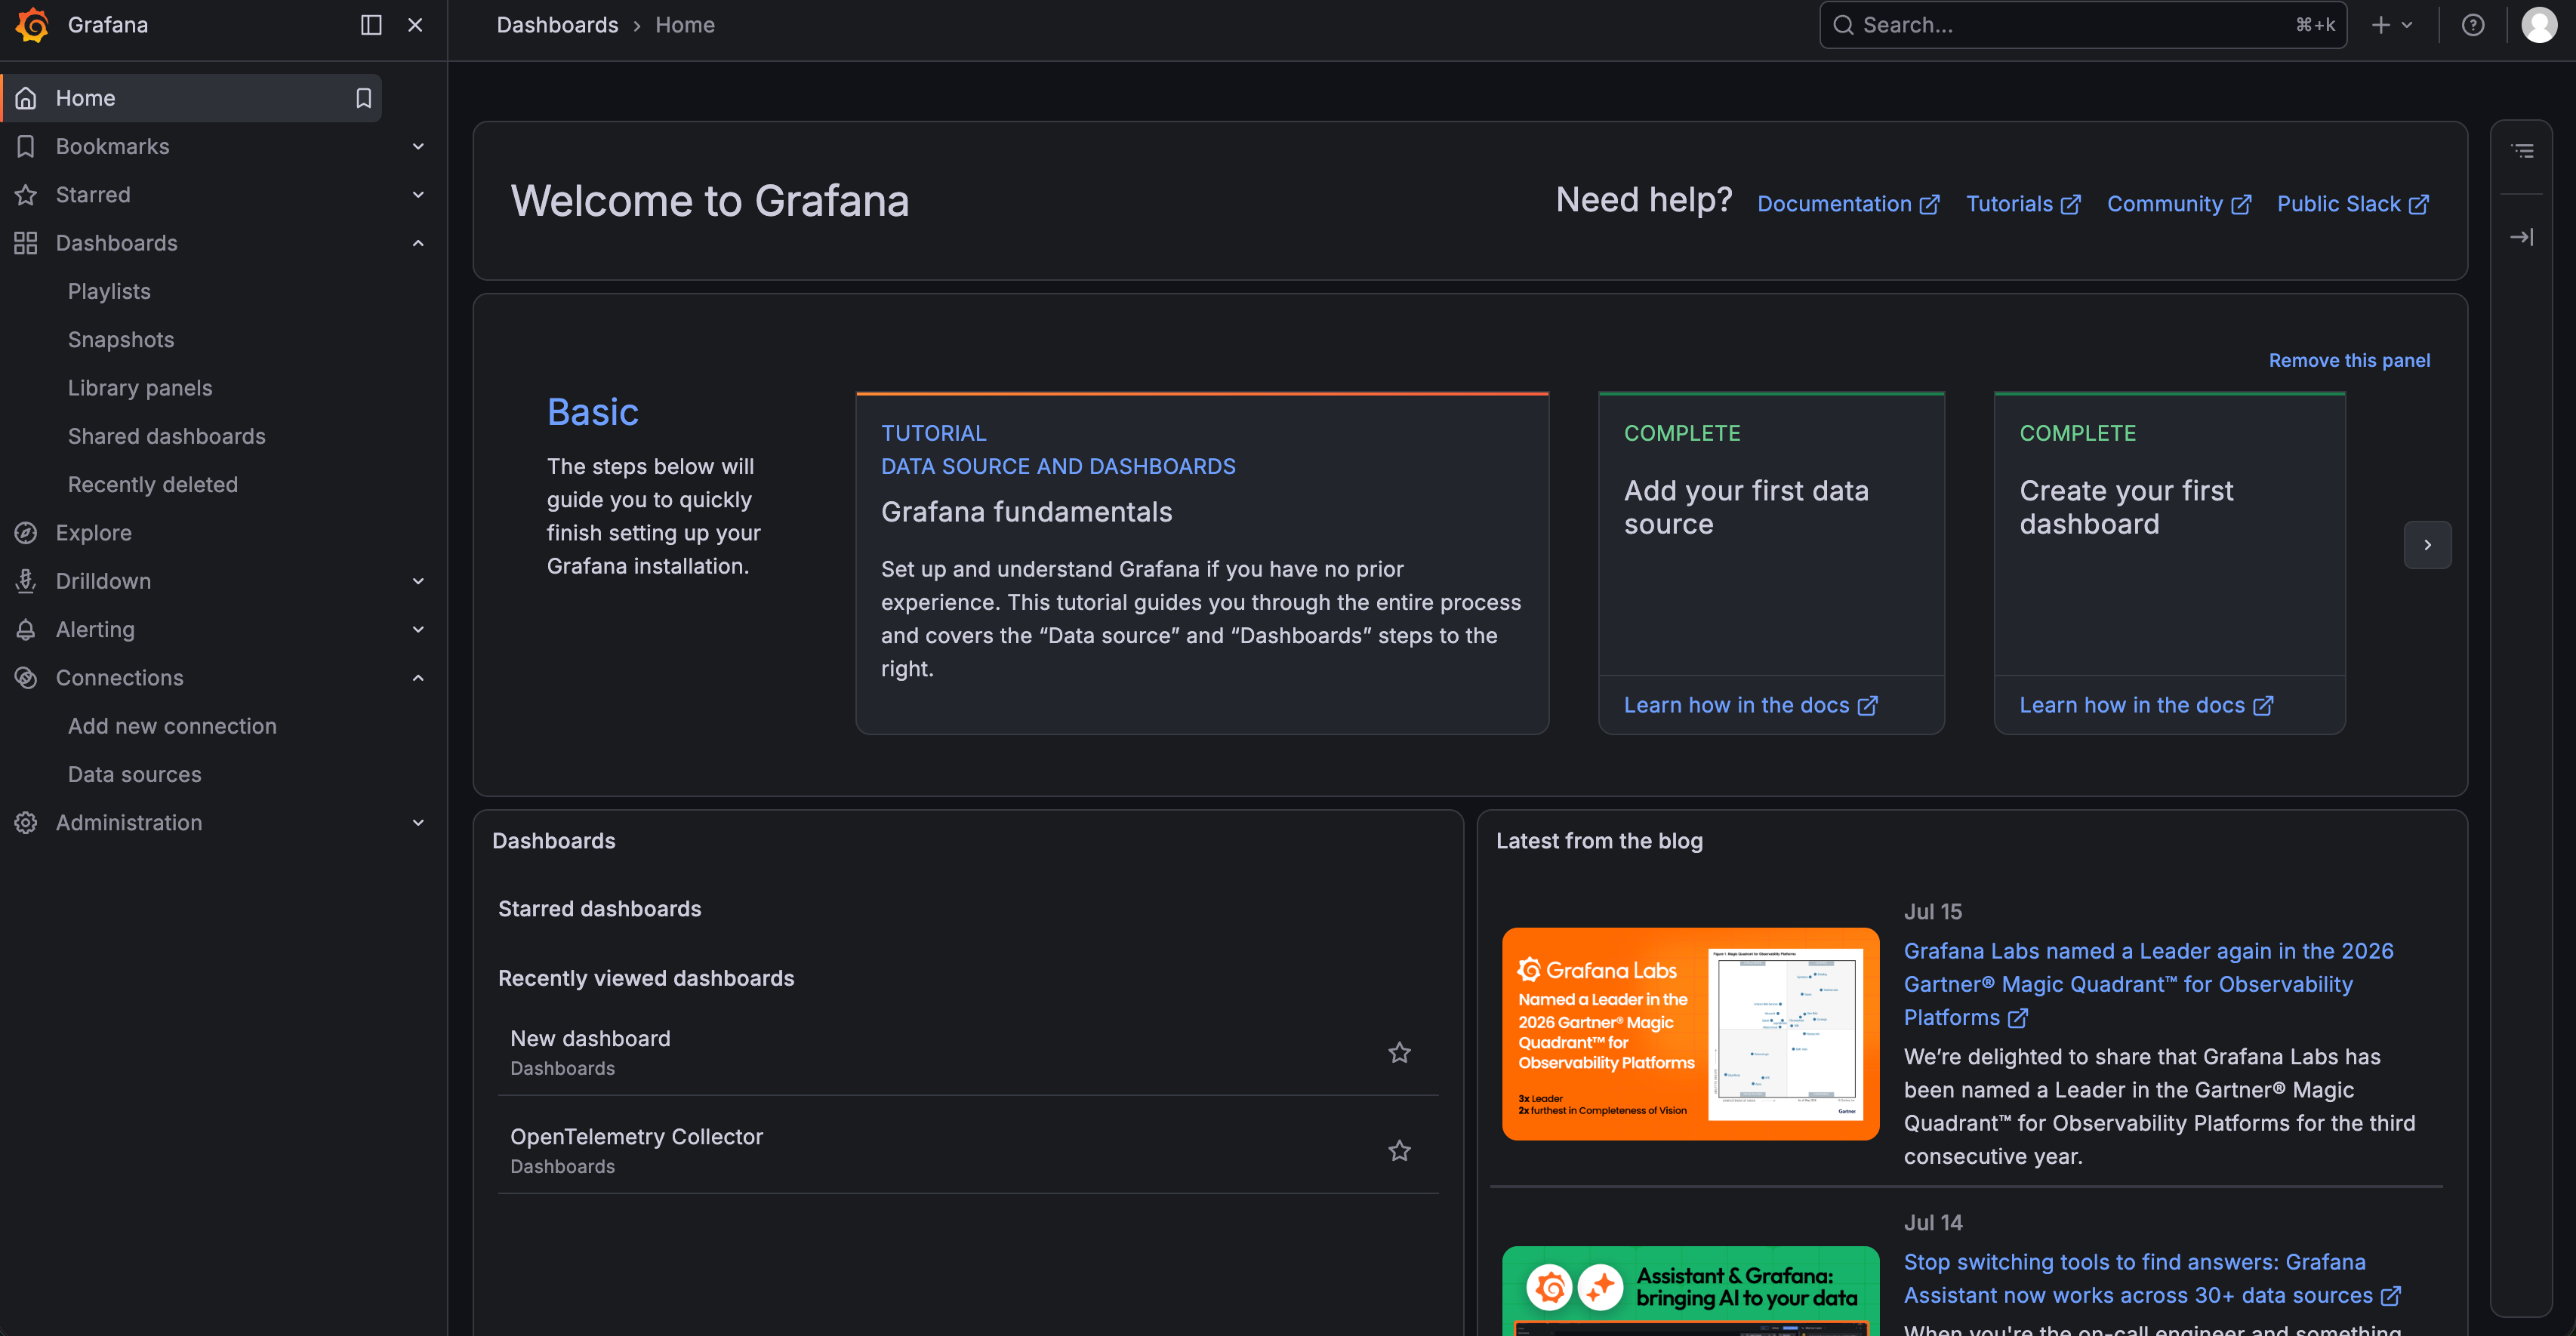 Grafana
Dashboards › Home
Search...
⌘+k
Home
Bookmarks
Starred
Dashboards
Playlists
Snapshots
Library panels
Shared dashboards
Recently deleted
Explore
Drilldown
Alerting
Connections
Add new connection
Data sources
Administration
Welcome to Grafana
Need help?
Documentation
Tutorials
Community
Public Slack
Remove this panel
Basic
The steps below will
guide you to quickly
finish setting up your
Grafana installation.
TUTORIAL
DATA SOURCE AND DASHBOARDS
Grafana fundamentals
Set up and understand Grafana if you have no prior
experience. This tutorial guides you through the entire process
and covers the “Data source” and “Dashboards” steps to the
right.
COMPLETE
Add your first data
source
Learn how in the docs
COMPLETE
Create your first
dashboard
Learn how in the docs
Dashboards
Starred dashboards
Recently viewed dashboards
New dashboard
Dashboards
OpenTelemetry Collector
Dashboards
Latest from the blog
Grafana Labs
Named a Leader in the
2026 Gartner® Magic
Quadrant™ for
Observability Platforms
3x Leader
2x furthest in Completeness of Vision
Gartner
Jul 15
Grafana Labs named a Leader again in the 2026
Gartner® Magic Quadrant™ for Observability
Platforms
We’re delighted to share that Grafana Labs has
been named a Leader in the Gartner® Magic
Quadrant™ for Observability Platforms for the third
consecutive year.
Assistant & Grafana:
bringing AI to your data
Jul 14
Stop switching tools to find answers: Grafana
Assistant now works across 30+ data sources
When you're the on-call engineer and something